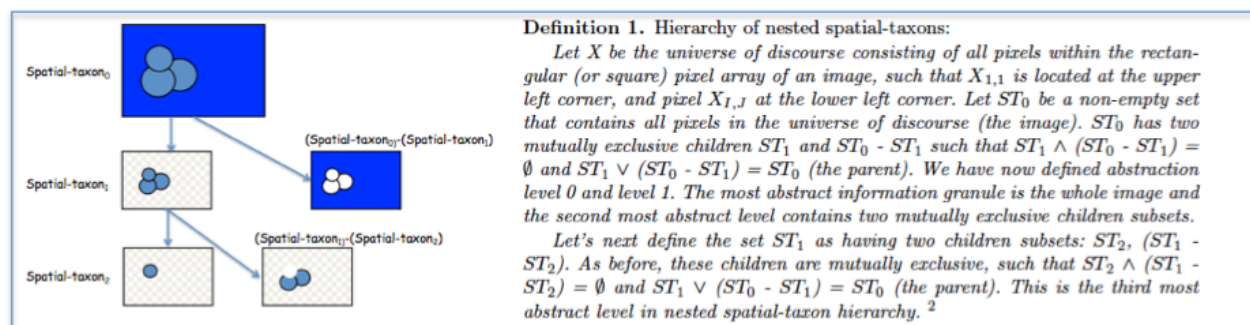 Spatial-taxon₀
(Spatial-taxon₀₎-(Spatial-taxon₁)
Spatial-taxon₁
(Spatial-taxon₁₎-(Spatial-taxon₂)
Spatial-taxon₂
Definition 1. Hierarchy of nested spatial-taxons:
Let X be the universe of discourse consisting of all pixels within the rectan-
gular (or square) pixel array of an image, such that X₁,₁ is located at the upper
left corner, and pixel X_I,J at the lower left corner. Let ST₀ be a non-empty set
that contains all pixels in the universe of discourse (the image). ST₀ has two
mutually exclusive children ST₁ and ST₀ - ST₁ such that ST₁ ∧ (ST₀ - ST₁) =
∅ and ST₁ ∨ (ST₀ - ST₁) = ST₀ (the parent). We have now defined abstraction
level 0 and level 1. The most abstract information granule is the whole image and
the second most abstract level contains two mutually exclusive children subsets.
Let's next define the set ST₁ as having two children subsets: ST₂, (ST₁ -
ST₂). As before, these children are mutually exclusive, such that ST₂ ∧ (ST₁ -
ST₂) = ∅ and ST₁ ∨ (ST₀ - ST₁) = ST₀ (the parent). This is the third most
abstract level in nested spatial-taxon hierarchy. ²